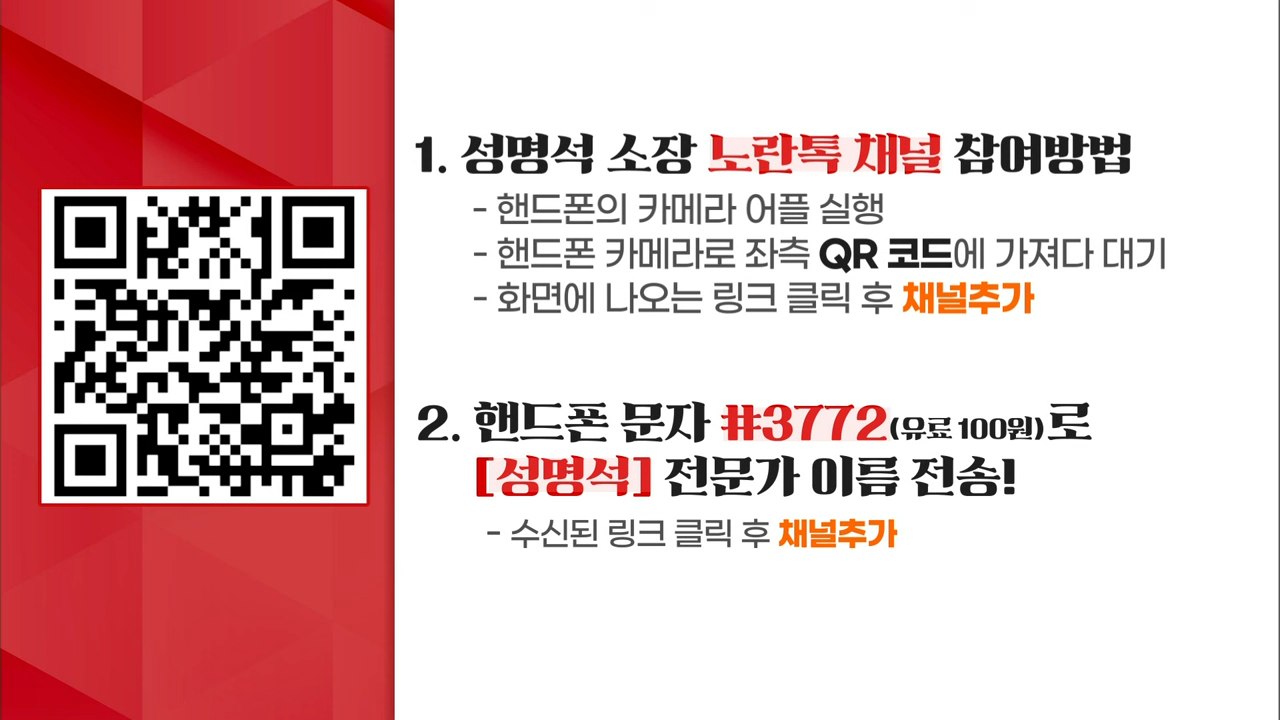 1. 성명석 소장 노란톡 채널 참여방법
- 핸드폰의 카메라 어플 실행
- 핸드폰 카메라로 좌측 QR 코드에 가져다 대기
- 화면에 나오는 링크 클릭 후 채널추가
2. 핸드폰 문자 #3772(유료 100원)로
[성명석] 전문가 이름 전송!
- 수신된 링크 클릭 후 채널추가